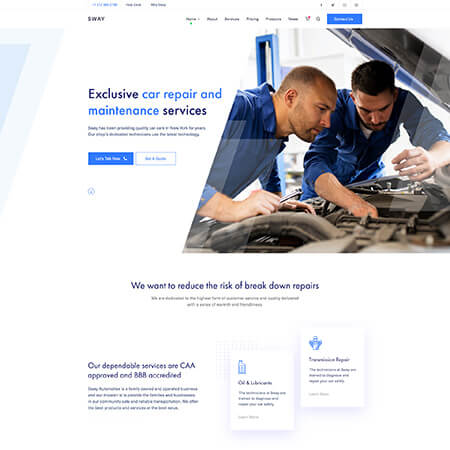 Help Desk Why Sway
SWAY Home About Services Pricing Products News Contact Us
Exclusive car repair and
maintenance services
Sway has been providing quality car care in New York for years.
Our shop's dedicated technicians use the latest technology.
Let's Talk Now Get A Quote
We want to reduce the risk of break down repairs
We are dedicated to the highest form of customer service and quality delivered
with a sense of warmth and friendliness.
Our dependable services are CAA
approved and BBB accredited
Sway Automotive is a family owned and operated business
and our mission is to provide the families and businesses
in our community safe and reliable transportation. We offer
the best products and services at the best value.
Oil & Lubricants
The technicians at Sway are
trained to diagnose and
repair your car safely.
Learn More
Transmission Repair
The technicians at Sway are
trained to diagnose and
repair your car safely.
Learn More